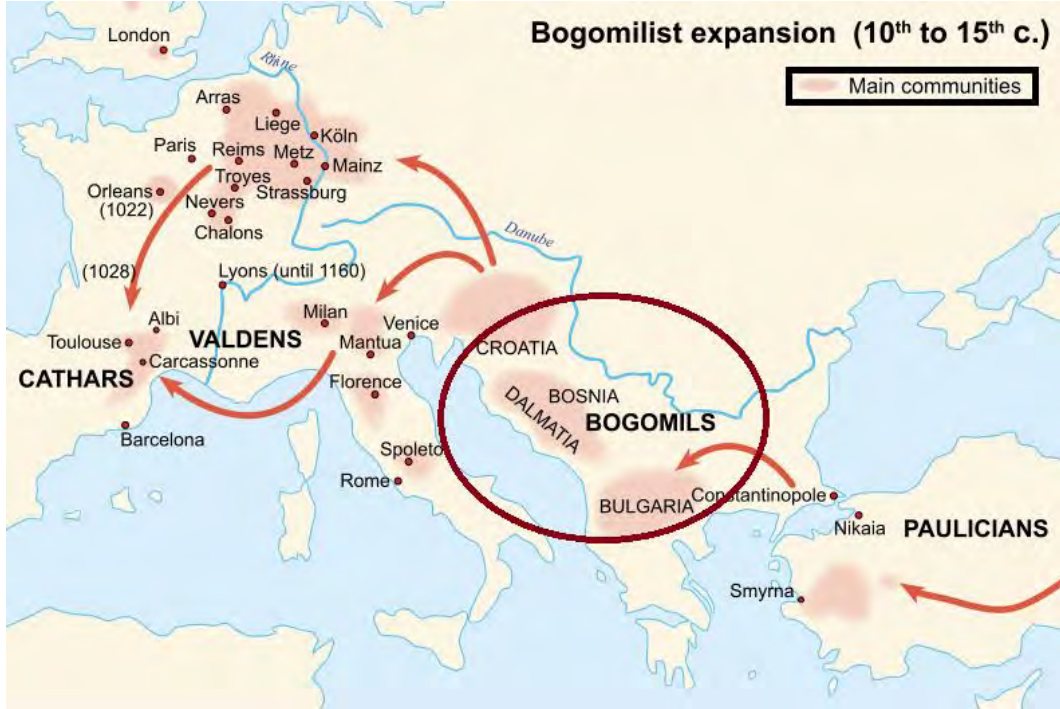 Bogomilist expansion (10th to 15th c.)
Main communities
London
Rhine
Arras
Liege
Köln
Paris
Reims
Metz
Mainz
Troyes
Orleans
(1022)
Strassburg
Nevers
Chalons
Danube
(1028)
Lyons (until 1160)
Albi
Milan
Venice
Toulouse
VALDENS
Mantua
CROATIA
Carcassonne
CATHARS
Florence
BOSNIA
DALMATIA
BOGOMILS
Barcelona
Spoleto
Rome
BULGARIA
Constantinopole
Nikaia
PAULICIANS
Smyrna